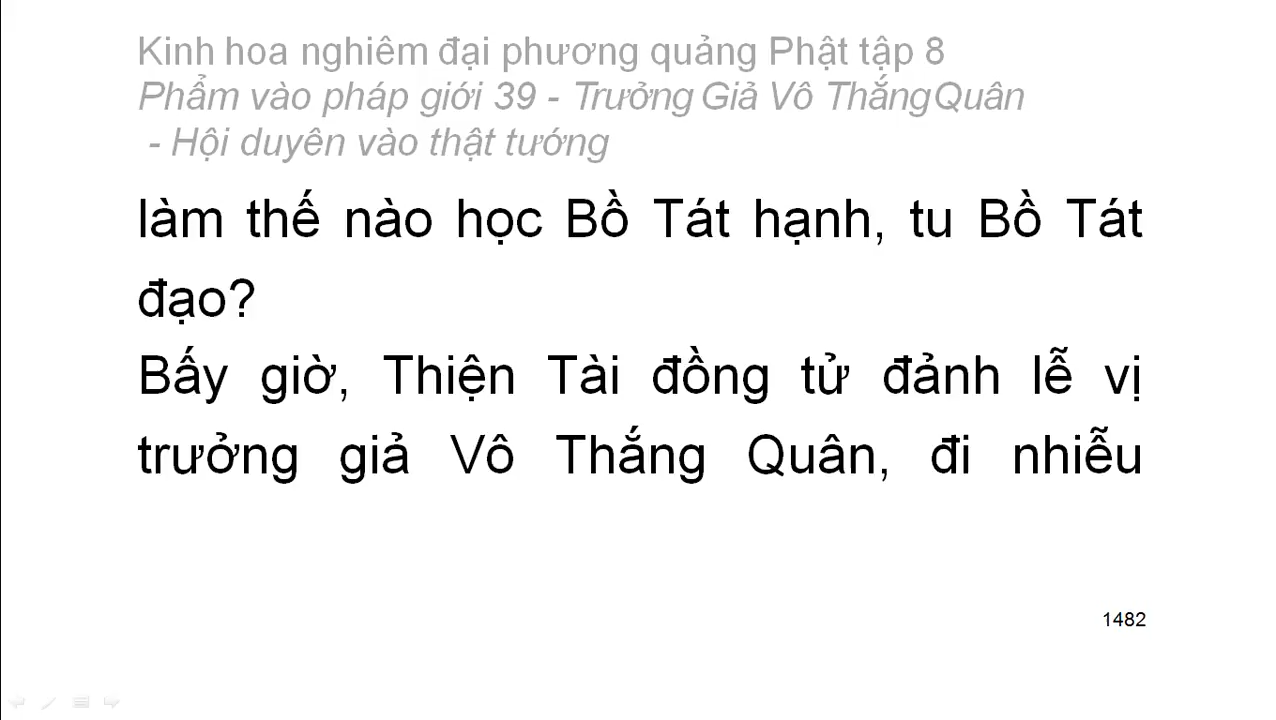 Kinh hoa nghiêm đại phương quảng Phật tập 8
Phẩm vào pháp giới 39 - Trưởng Giả Vô ThắngQuân
- Hội duyên vào thật tướng
làm thế nào học Bồ Tát hạnh, tu Bồ Tát
đạo?
Bấy giờ, Thiện Tài đồng tử đảnh lễ vị
trưởng giả Vô Thắng Quân, đi nhiễu
1482